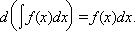 d(∫ f(x)dx) = f(x)dx.